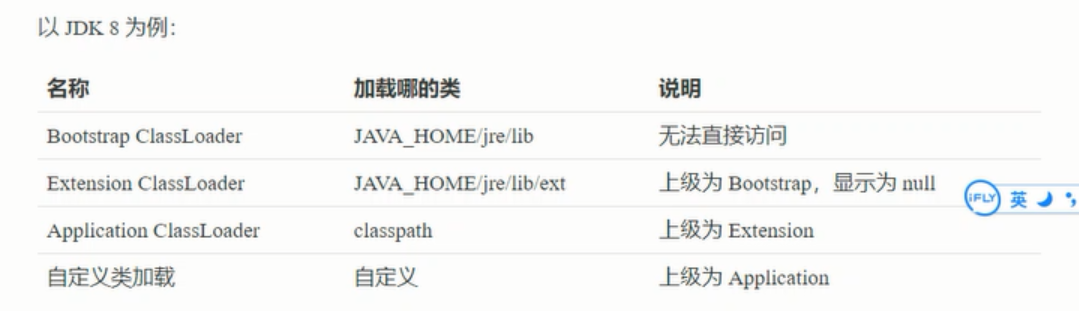 以 JDK 8 为例：
名称 加载哪的类 说明
Bootstrap ClassLoader JAVA_HOME/jre/lib 无法直接访问
Extension ClassLoader JAVA_HOME/jre/lib/ext 上级为 Bootstrap，显示为 null
iFLY 英
Application ClassLoader classpath 上级为 Extension
自定义类加载 自定义 上级为 Application